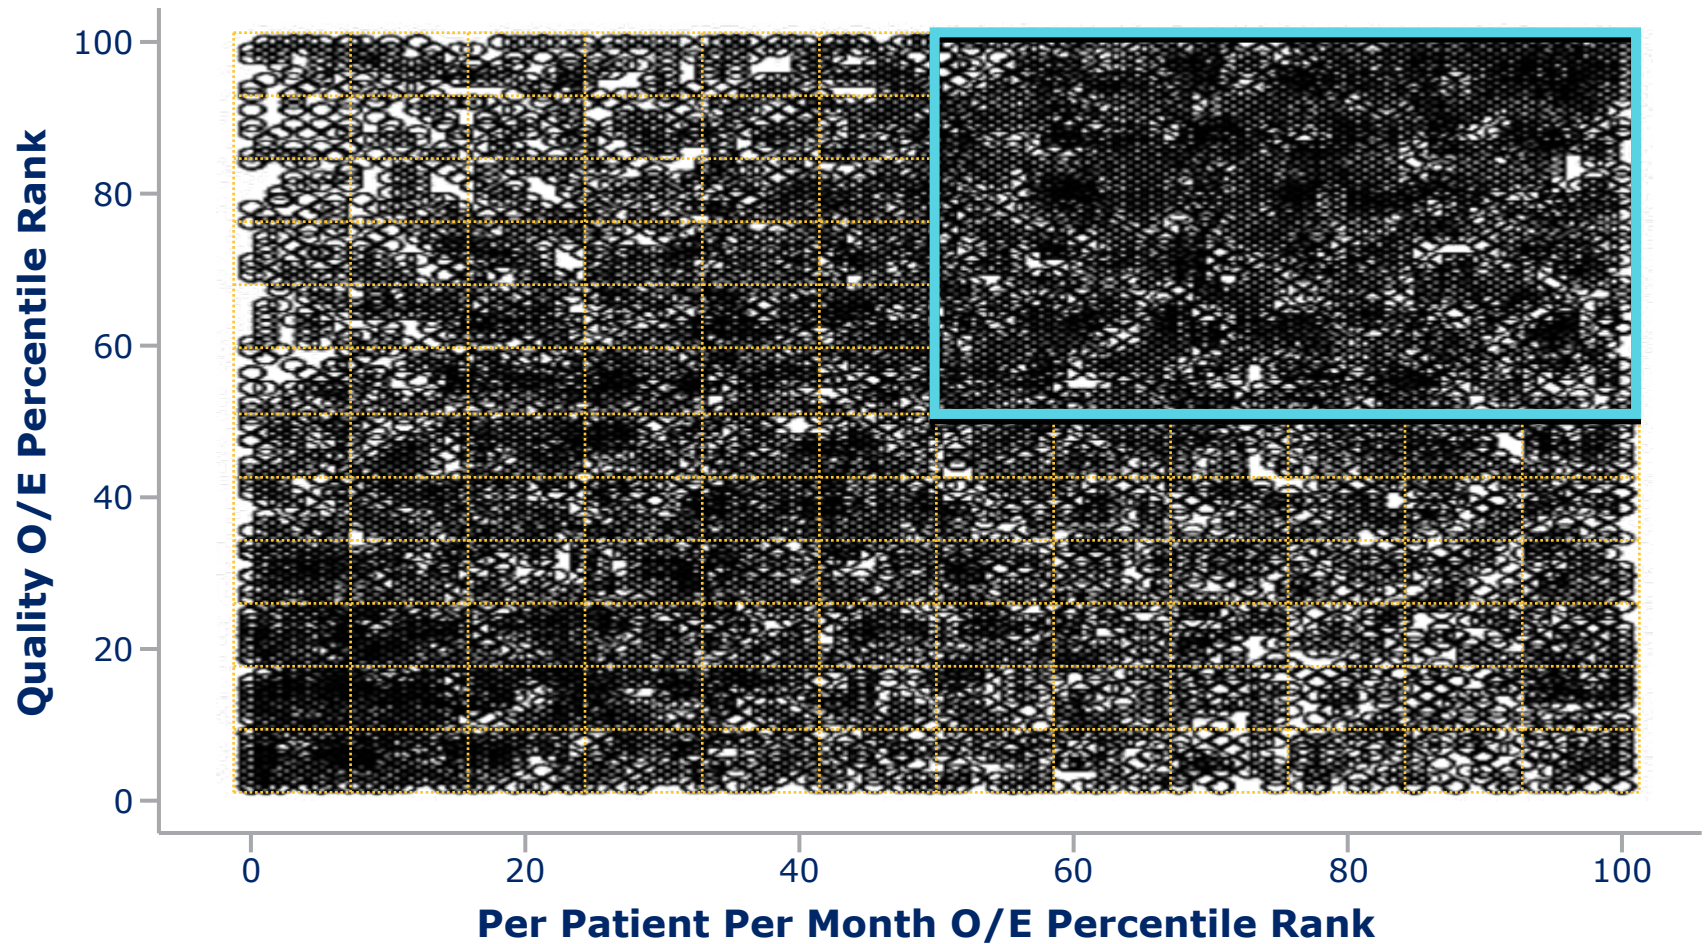 Quality O/E Percentile Rank
100
80
60
40
20
0
0 20 40 60 80 100
Per Patient Per Month O/E Percentile Rank